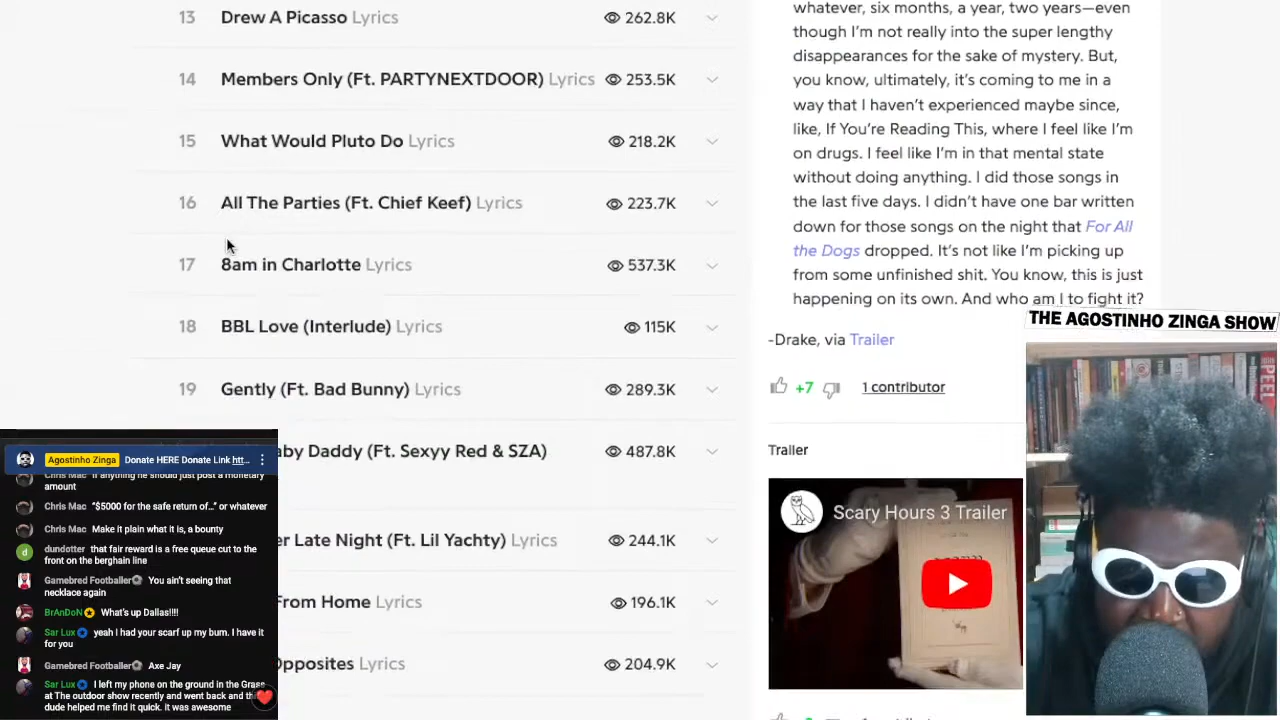 13 Drew A Picasso Lyrics 262.8K
14 Members Only (Ft. PARTYNEXTDOOR) Lyrics 253.5K
15 What Would Pluto Do Lyrics 218.2K
16 All The Parties (Ft. Chief Keef) Lyrics 223.7K
17 8am in Charlotte Lyrics 537.3K
18 BBL Love (Interlude) Lyrics 115K
19 Gently (Ft. Bad Bunny) Lyrics 289.3K
aby Daddy (Ft. Sexyy Red & SZA) 487.8K
er Late Night (Ft. Lil Yachty) Lyrics 244.1K
From Home Lyrics 196.1K
Opposites Lyrics 204.9K
whatever, six months, a year, two years—even
though I'm not really into the super lengthy
disappearances for the sake of mystery. But,
you know, ultimately, it's coming to me in a
way that I haven't experienced maybe since,
like, If You're Reading This, where I feel like I'm
on drugs. I feel like I'm in that mental state
without doing anything. I did those songs in
the last five days. I didn't have one bar written
down for those songs on the night that For All
the Dogs dropped. It's not like I'm picking up
from some unfinished shit. You know, this is just
happening on its own. And who am I to fight it?
-Drake, via Trailer
+7 1 contributor
Trailer
Scary Hours 3 Trailer
THE AGOSTINHO ZINGA SHOW
SPEEL
Agostinho Zinga Donate HERE Donate Link htt...
Chris Mac If anything he should just post a monetary
amount
Chris Mac "$5000 for the safe return of..." or whatever
Chris Mac Make it plain what it is, a bounty
d dundotter that fair reward is a free queue cut to the
front on the berghain line
Gamebred Footballer You ain't seeing that
necklace again
BrAnDoN What's up Dallas!!!!
Sar Lux yeah I had your scarf up my bum. I have it
for you
Gamebred Footballer Axe Jay
Sar Lux I left my phone on the ground in the Grass
at The outdoor show recently and went back and
dude helped me find it quick. it was awesome